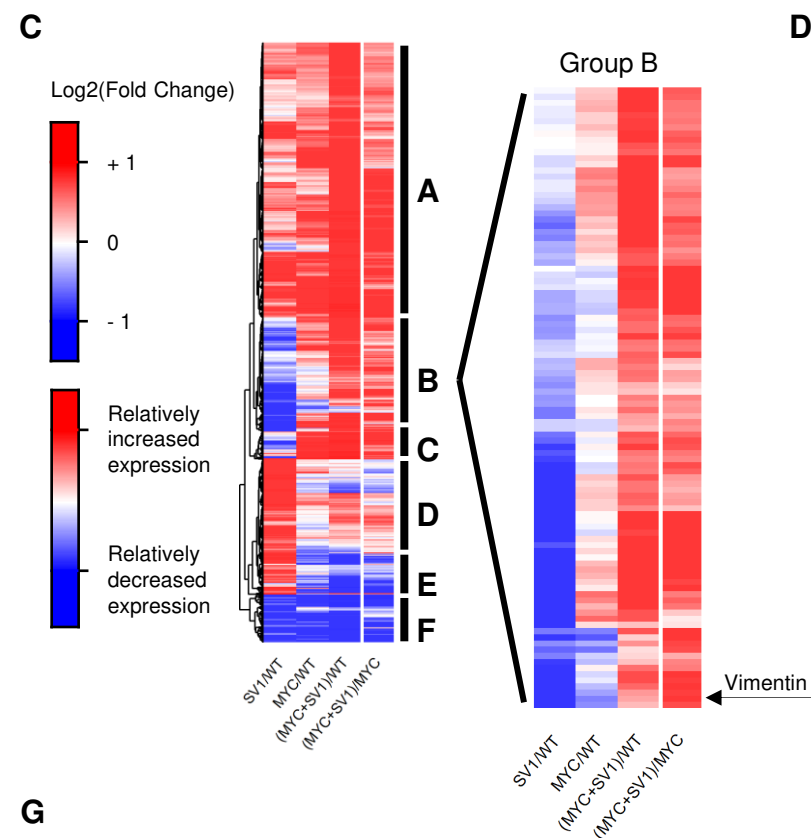 C
D
Log2(Fold Change)
+ 1
0
- 1
Relatively
increased
expression
Relatively
decreased
expression
A
B
C
D
E
F
SV1/WT
MYC/WT
(MYC+SV1)/WT
(MYC+SV1)/MYC
Group B
Vimentin
SV1/WT
MYC/WT
(MYC+SV1)/WT
(MYC+SV1)/MYC
G